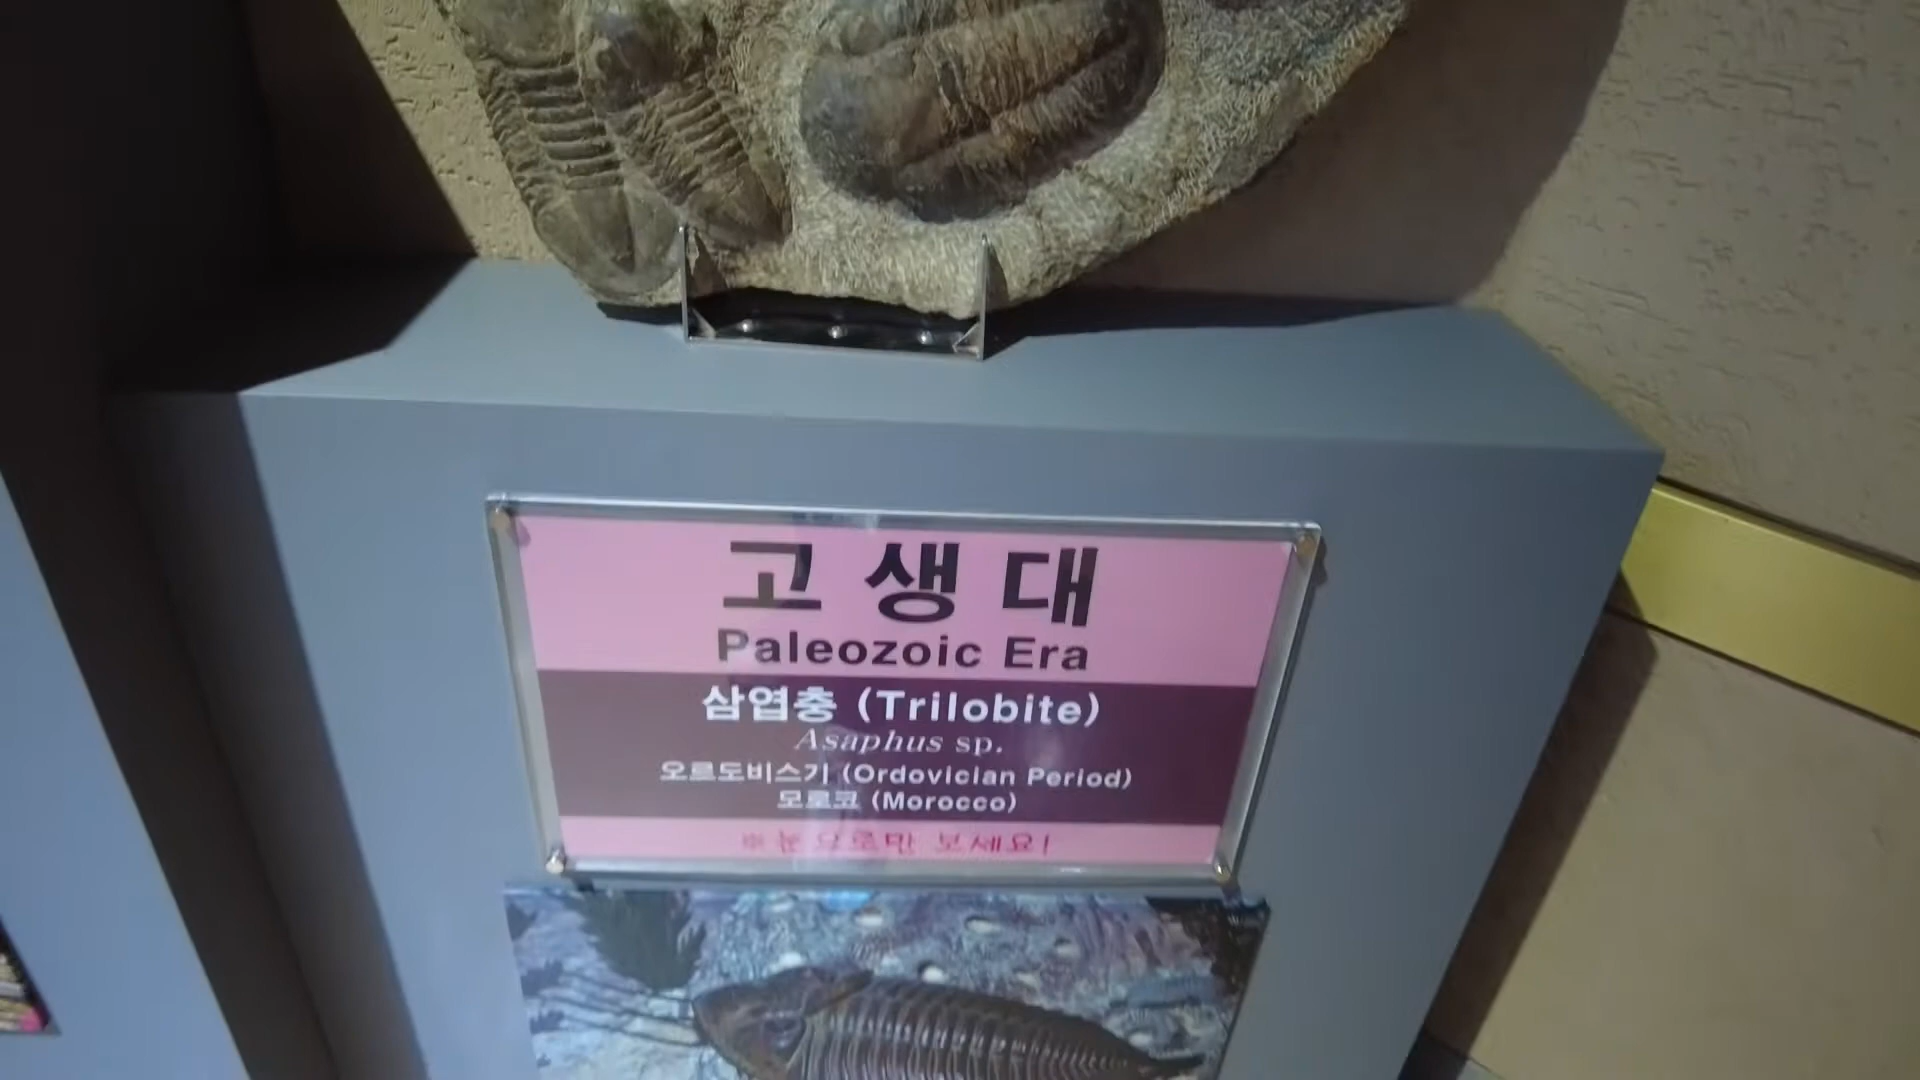 고생대
Paleozoic Era
삼엽충 (Trilobite)
Asaphus sp.
오르도비스기 (Ordovician Period)
모로코 (Morocco)
※ 눈으로만 보세요!